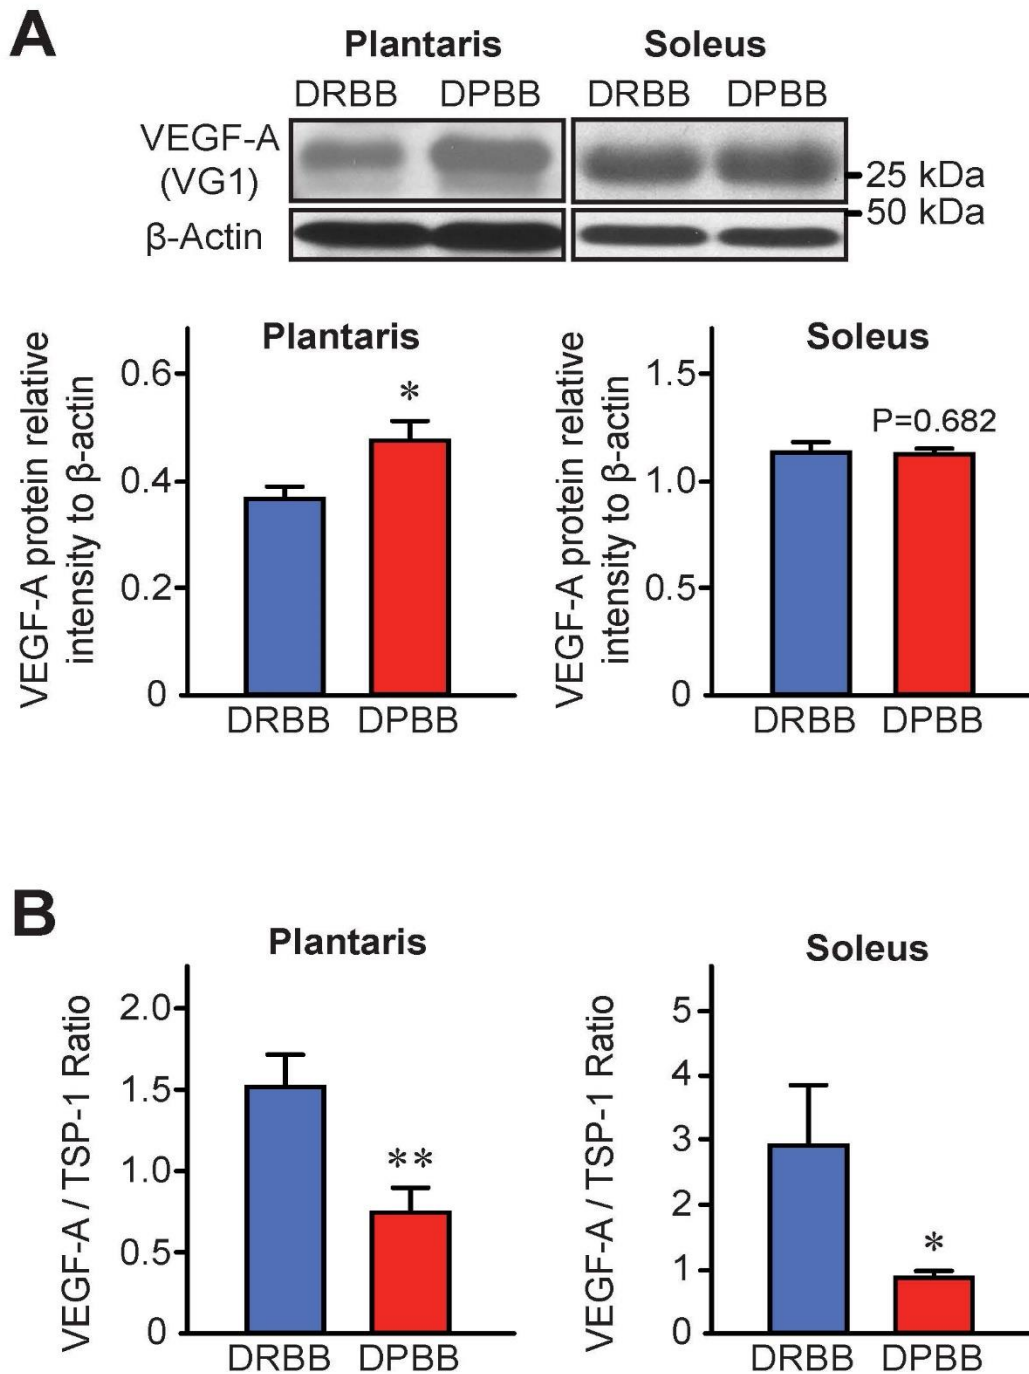 A
Plantaris
Soleus
DRBB DPBB DRBB DPBB
VEGF-A
(VG1)
25 kDa
50 kDa
β-Actin
Plantaris
VEGF-A protein relative
intensity to β-actin
0.6
0.4
0.2
0
*
DRBB DPBB
Soleus
VEGF-A protein relative
intensity to β-actin
1.5
1.0
0.5
0
P=0.682
DRBB DPBB
B
Plantaris
VEGF-A / TSP-1 Ratio
2.0
1.5
1.0
0.5
0
**
DRBB DPBB
Soleus
VEGF-A / TSP-1 Ratio
5
4
3
2
1
0
*
DRBB DPBB